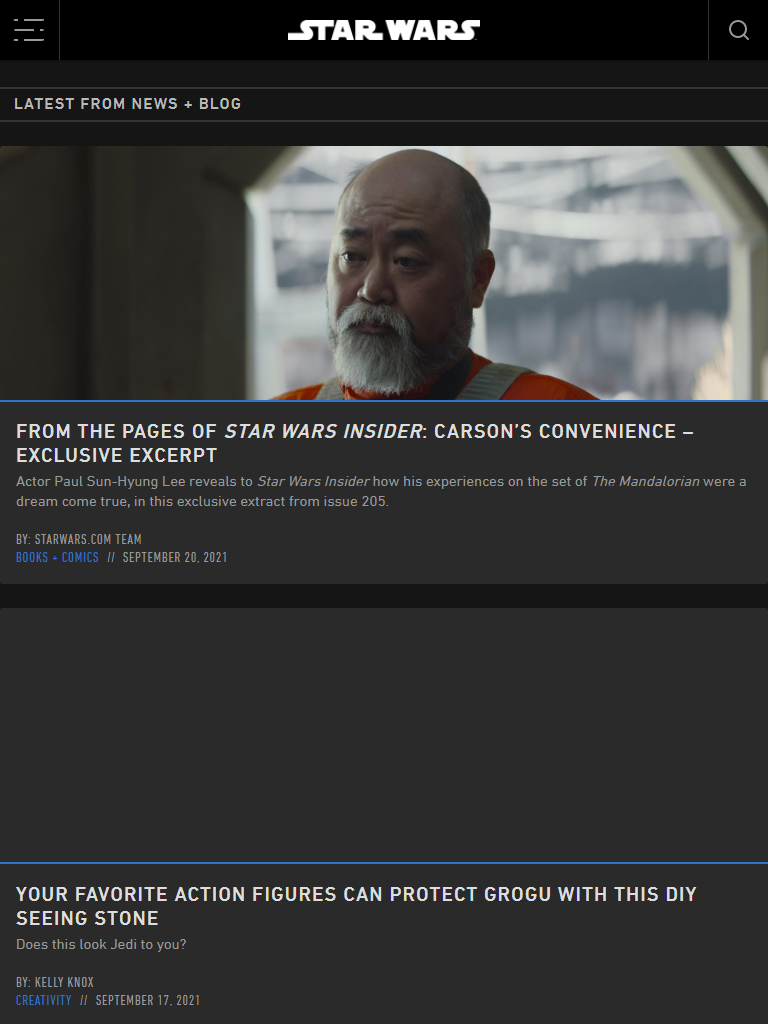 STAR WARS
LATEST FROM NEWS + BLOG
FROM THE PAGES OF STAR WARS INSIDER: CARSON’S CONVENIENCE –
EXCLUSIVE EXCERPT
Actor Paul Sun-Hyung Lee reveals to Star Wars Insider how his experiences on the set of The Mandalorian were a
dream come true, in this exclusive extract from issue 205.
BY: STARWARS.COM TEAM
BOOKS + COMICS // SEPTEMBER 20, 2021
YOUR FAVORITE ACTION FIGURES CAN PROTECT GROGU WITH THIS DIY
SEEING STONE
Does this look Jedi to you?
BY: KELLY KNOX
CREATIVITY // SEPTEMBER 17, 2021